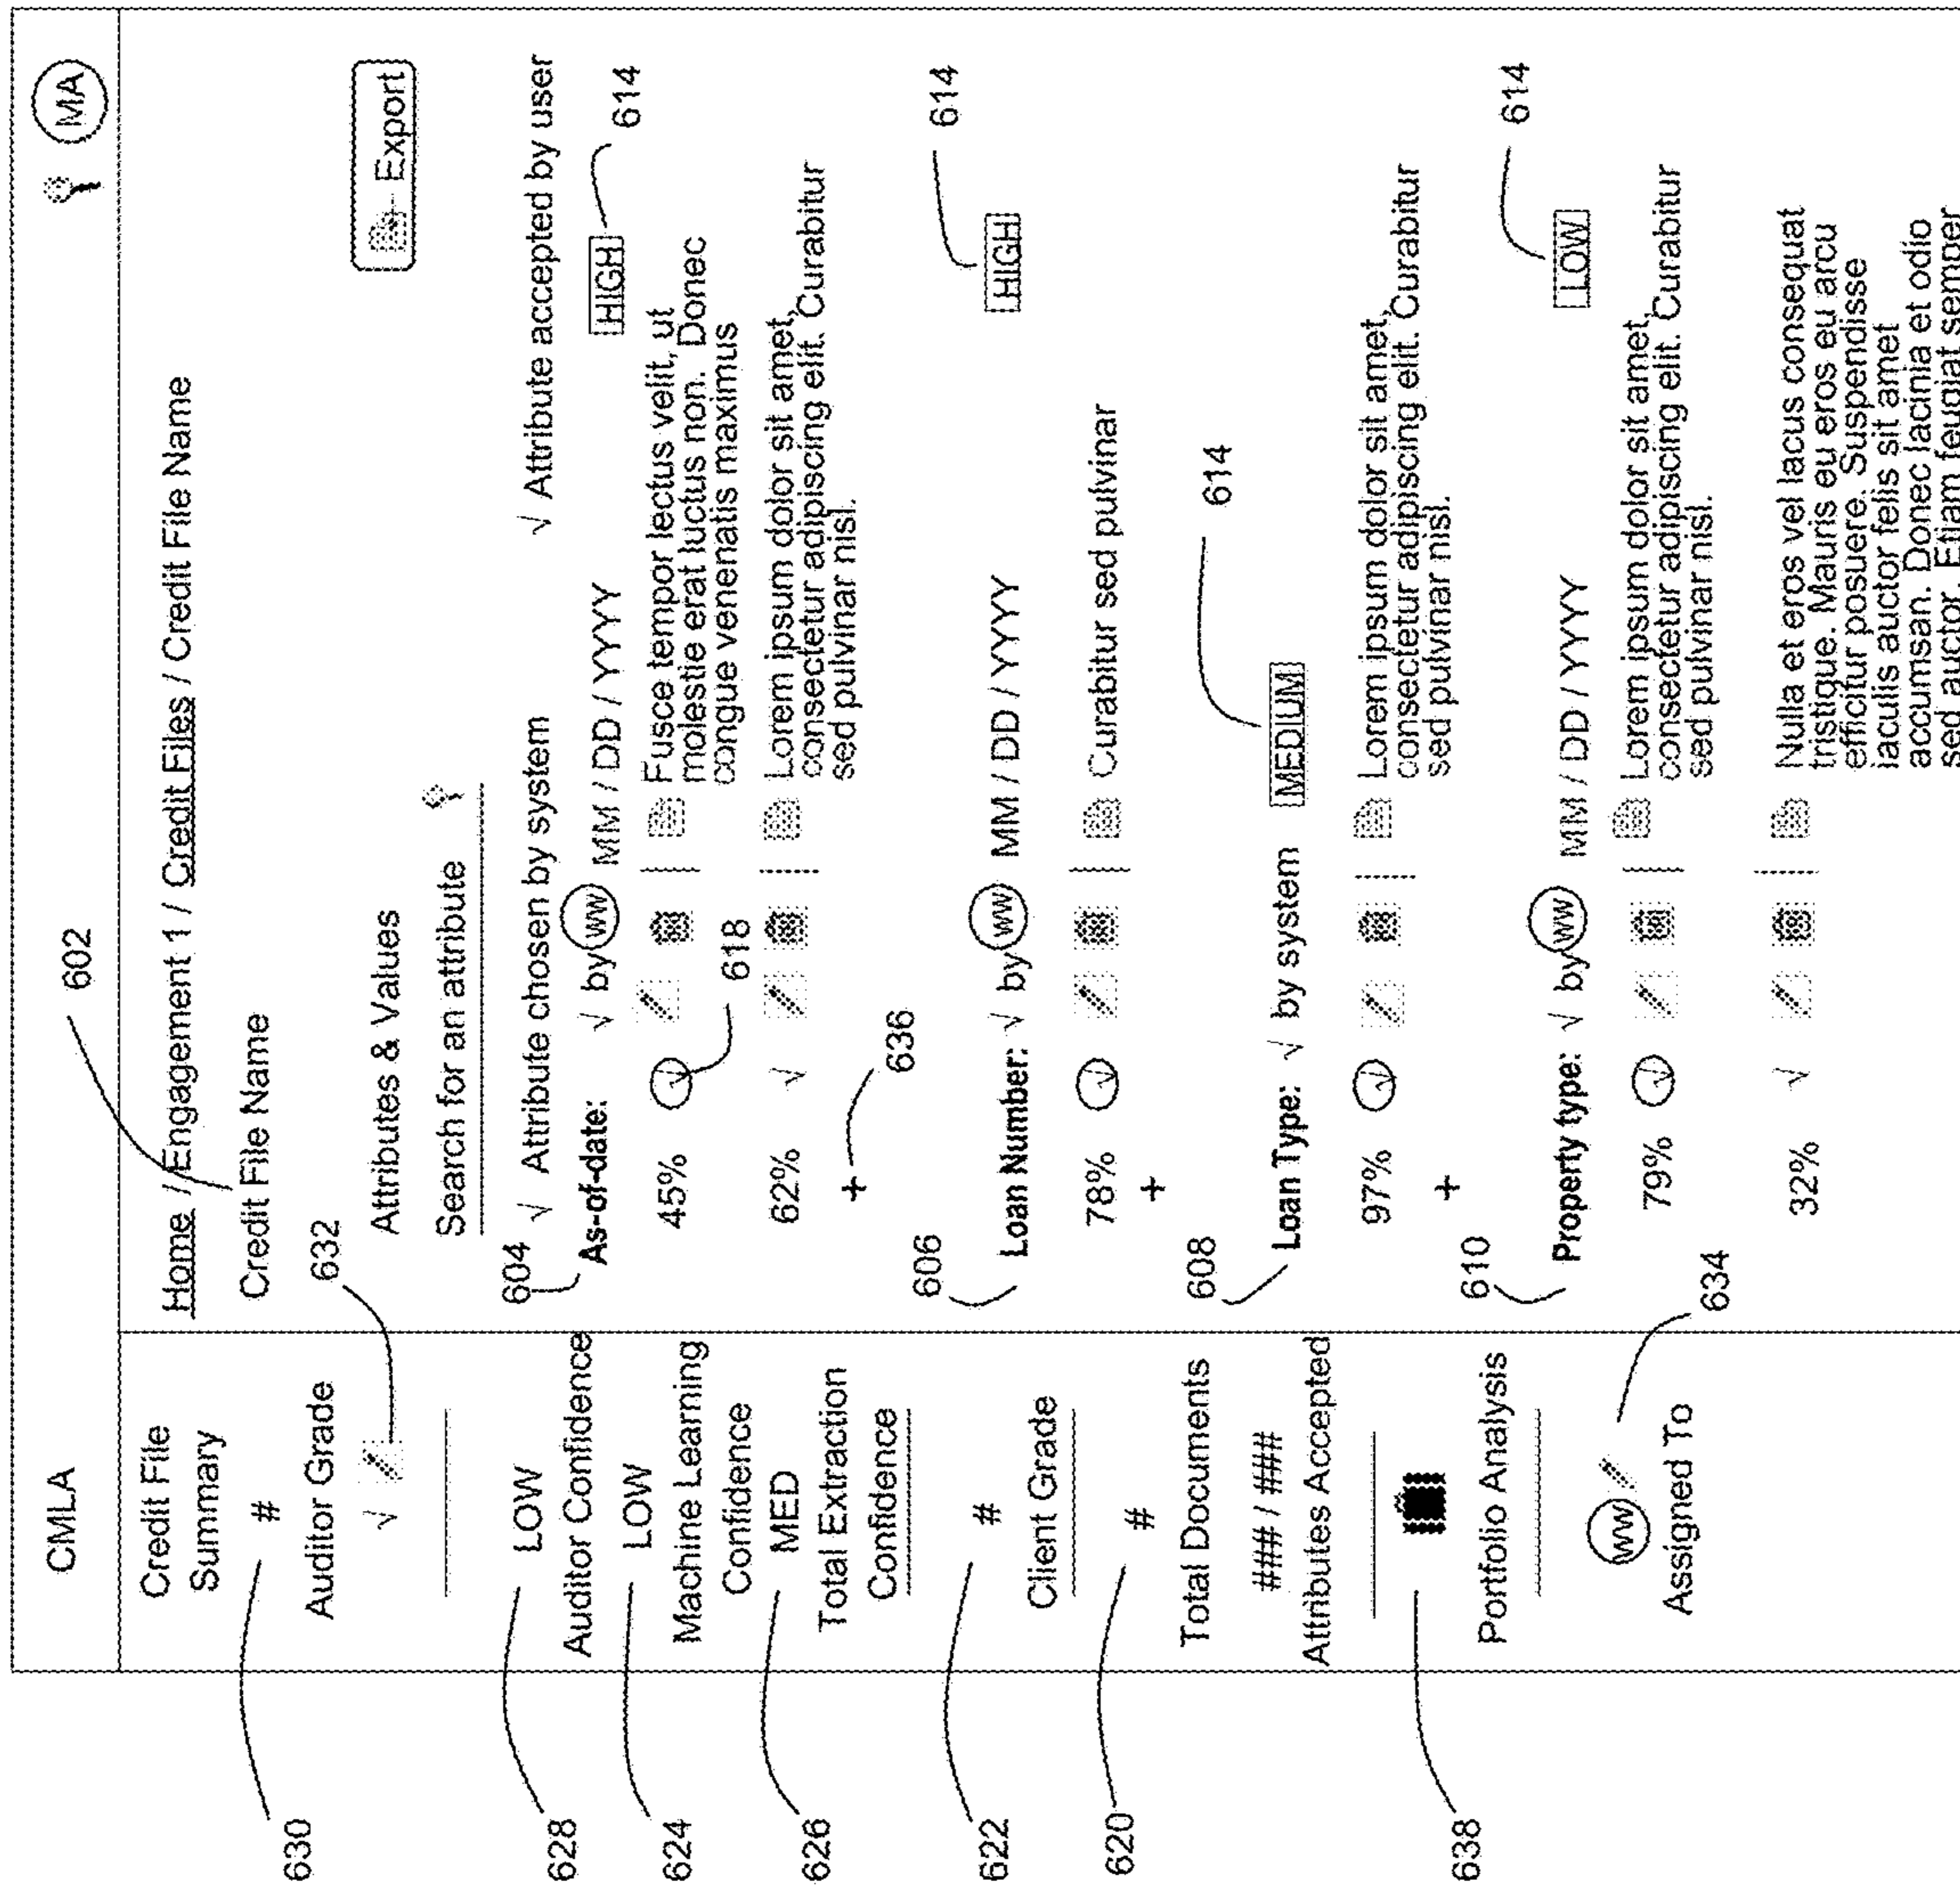 CMLA
MA
Credit File
Summary
#
Auditor Grade
√
LOW
Auditor Confidence
LOW
Machine Learning
Confidence
MED
Total Extraction
Confidence
#
Client Grade
#
Total Documents
### / ###
Attributes Accepted
Portfolio Analysis
WW
Assigned To
630
628
624
626
622
620
638
632
634
602
Home / Engagement 1 / Credit Files / Credit File Name
Credit File Name
Export
Attributes & Values
Search for an attribute
√ Attribute chosen by system √ Attribute accepted by user
604
As-of-date: √ by WW MM / DD / YYYY HIGH 614
45% √ Fusce tempor lectus velit, ut
molestie erat luctus non. Donec
congue venenatis maximus
618
62% √ Lorem ipsum dolor sit amet,
consectetur adipiscing elit. Curabitur
sed pulvinar nisl.
+ 636
606
Loan Number: √ by WW MM / DD / YYYY HIGH 614
78% √ Curabitur sed pulvinar
+
608
Loan Type: √ by system MEDIUM 614
97% √ Lorem ipsum dolor sit amet,
consectetur adipiscing elit. Curabitur
sed pulvinar nisl.
+
610
Property type: √ by WW MM / DD / YYYY LOW 614
79% √ Lorem ipsum dolor sit amet,
consectetur adipiscing elit. Curabitur
sed pulvinar nisl.
32% √ Nulla et eros vel lacus consequat
tristique. Mauris eu eros eu arcu
efficitur posuere. Suspendisse
iaculis auctor felis sit amet
accumsan. Donec lacinia et odio
sed auctor. Etiam feugiat semper